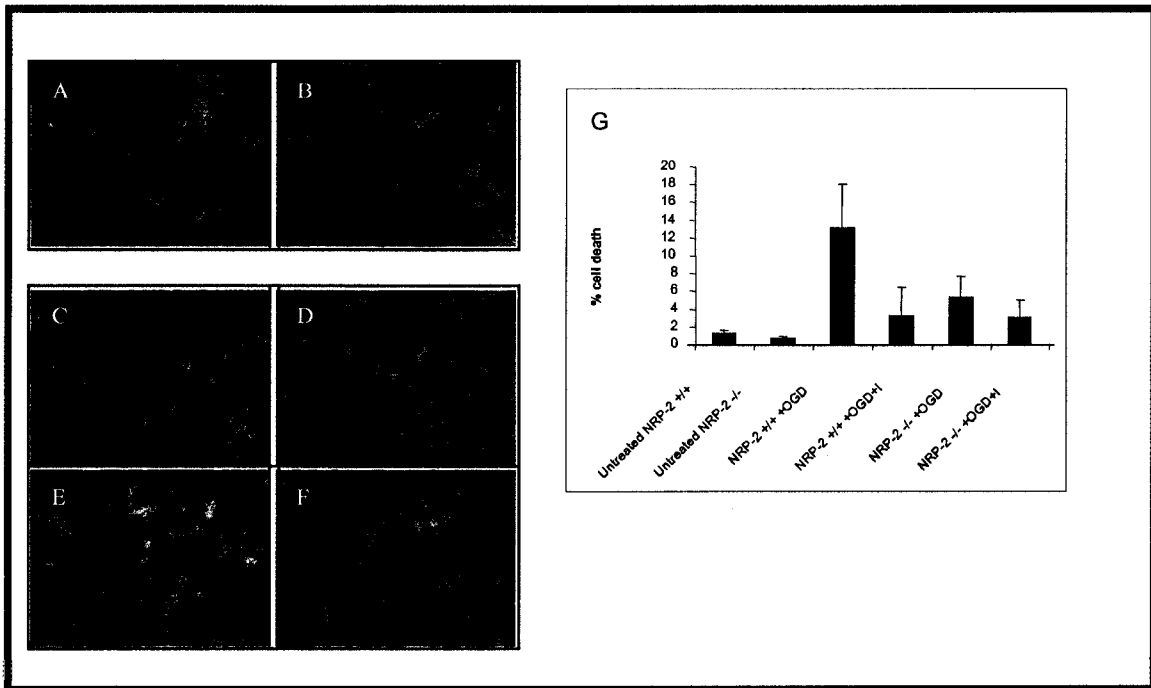 A
B
C
D
E
F
G
20
18
16
14
12
10
8
6
4
2
0
% cell death
Untreated NRP-2 +/+
Untreated NRP-2 -/-
NRP-2 +/+ +OGD
NRP-2 +/+ +OGD+I
NRP-2 -/- +OGD
NRP-2 -/- +OGD+I